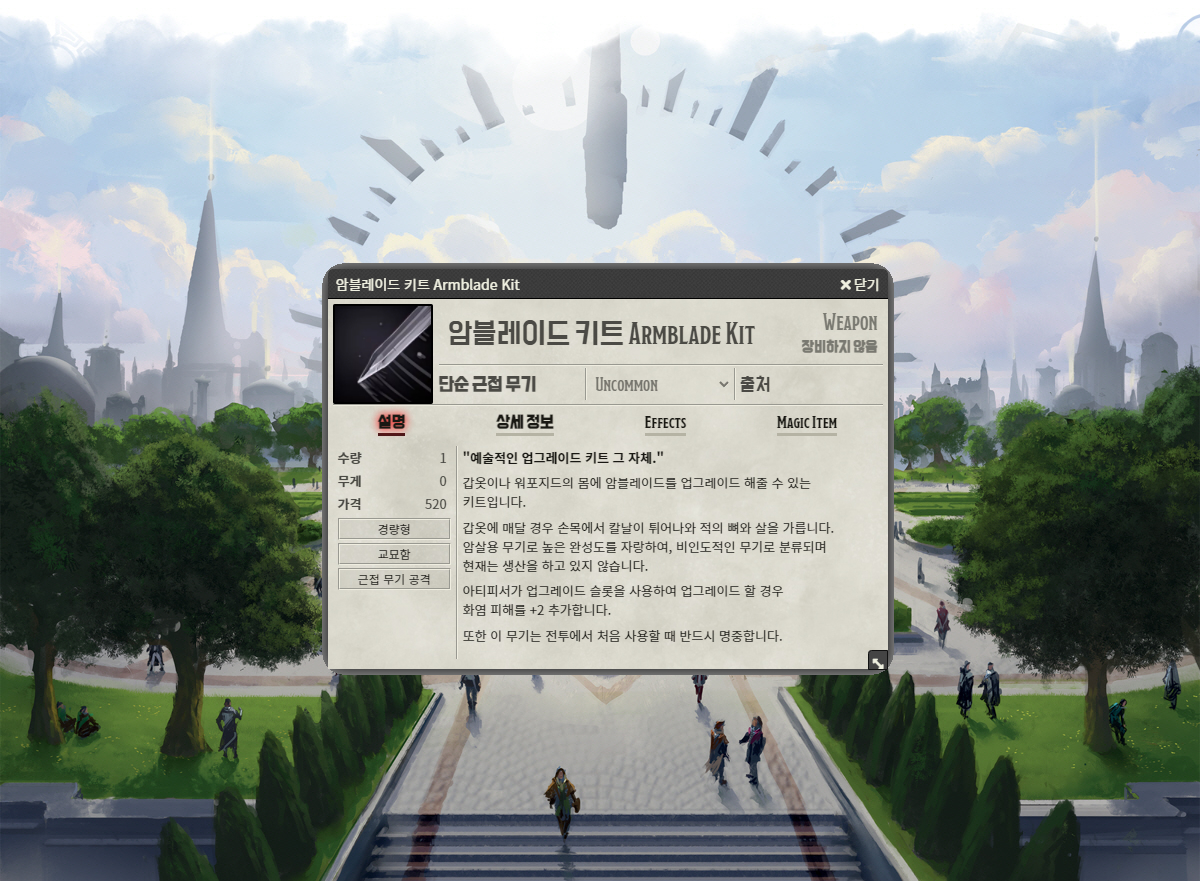 암블레이드 키트 Armblade Kit
닫기
암블레이드 키트 Armblade Kit
Weapon
장비하지 않음
단순 근접 무기
Uncommon
출처
설명
상세 정보
Effects
Magic Item
수량 1
무게 0
가격 520
경량형
교묘함
근접 무기 공격
"예술적인 업그레이드 키트 그 자체."
갑옷이나 워포지드의 몸에 암블레이드를 업그레이드 해줄 수 있는
키트입니다.
갑옷에 매달 경우 손목에서 칼날이 튀어나와 적의 뼈와 살을 가릅니다.
암살용 무기로 높은 완성도를 자랑하여, 비인도적인 무기로 분류되며
현재는 생산을 하고 있지 않습니다.
아티피서가 업그레이드 슬롯을 사용하여 업그레이드 할 경우
화염 피해를 +2 추가합니다.
또한 이 무기는 전투에서 처음 사용할 때 반드시 명중합니다.